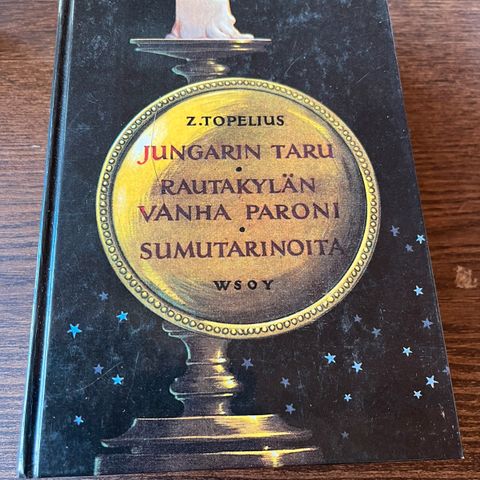 Z.TOPELIUS
JUNGARIN TARU
•
RAUTAKYLÄN
VANHA PARONI
•
SUMUTARINOITA
WSOY